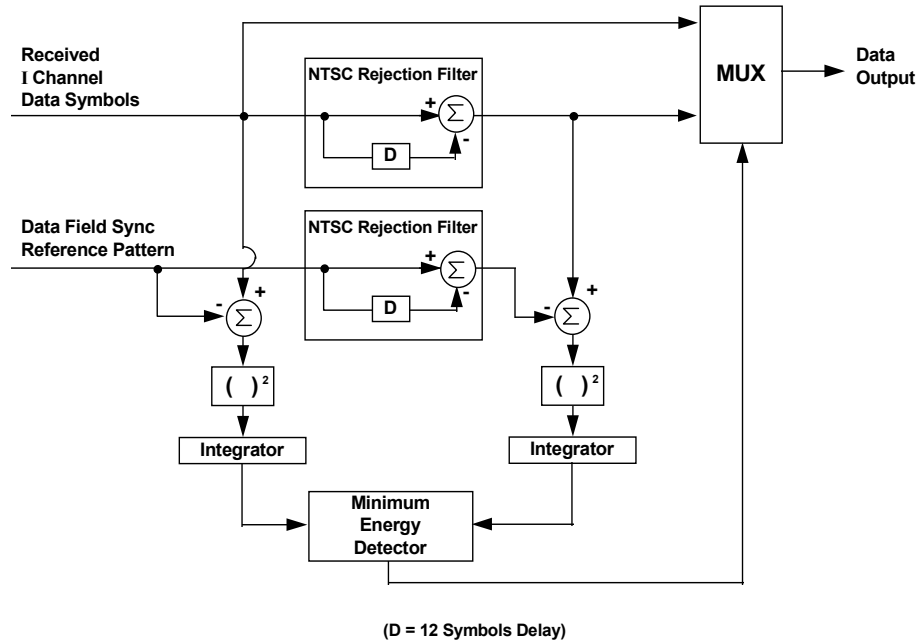 Received
I Channel
Data Symbols
NTSC Rejection Filter
+
Σ
-
D
MUX
Data
Output
Data Field Sync
Reference Pattern
NTSC Rejection Filter
+
Σ
-
D
-
+
Σ
-
+
Σ
( )²
( )²
Integrator
Integrator
Minimum
Energy
Detector
(D = 12 Symbols Delay)